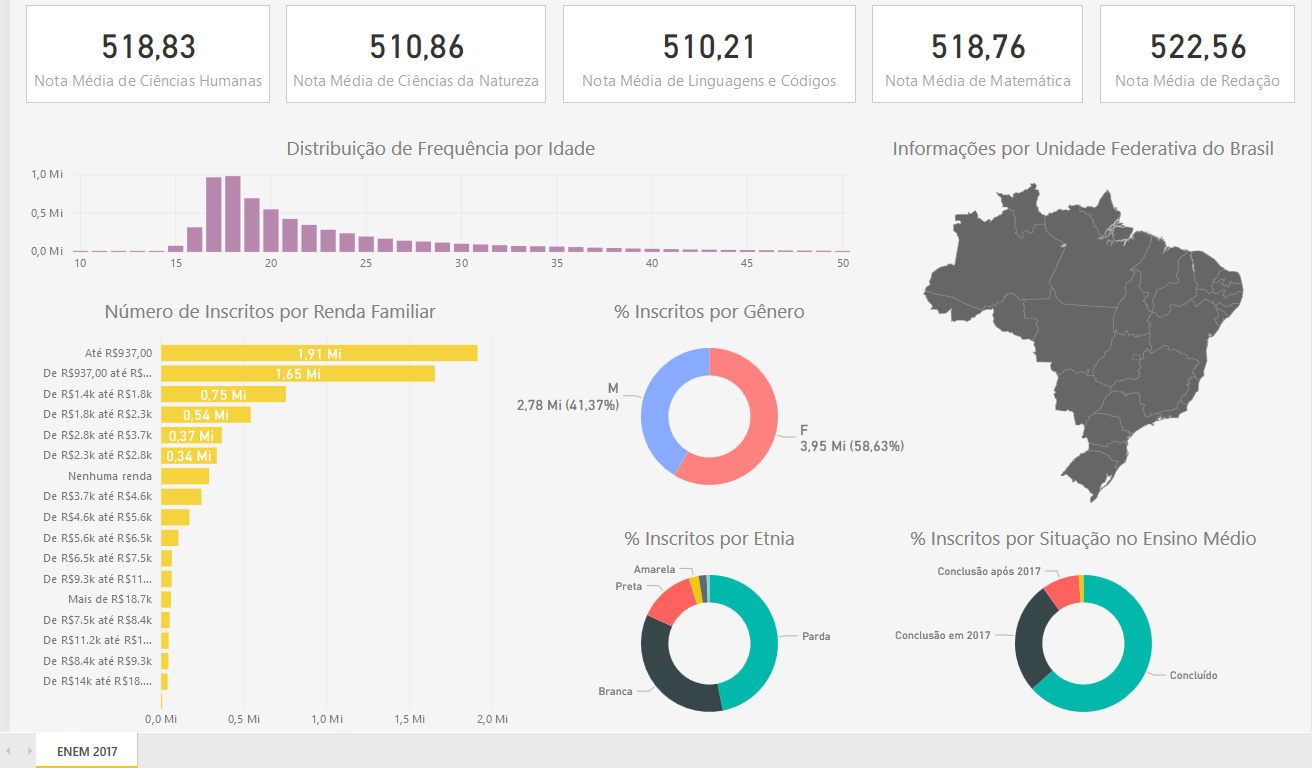 518,83
Nota Média de Ciências Humanas
510,86
Nota Média de Ciências da Natureza
510,21
Nota Média de Linguagens e Códigos
518,76
Nota Média de Matemática
522,56
Nota Média de Redação
Distribuição de Frequência por Idade
1,0 Mi
0,5 Mi
0,0 Mi
10 15 20 25 30 35 40 45 50
Informações por Unidade Federativa do Brasil
Número de Inscritos por Renda Familiar
Até R$937,00 1,91 Mi
De R$937,00 até R$... 1,65 Mi
De R$1.4k até R$1.8k 0,75 Mi
De R$1.8k até R$2.3k 0,54 Mi
De R$2.8k até R$3.7k 0,37 Mi
De R$2.3k até R$2.8k 0,34 Mi
Nenhuma renda
De R$3.7k até R$4.6k
De R$4.6k até R$5.6k
De R$5.6k até R$6.5k
De R$6.5k até R$7.5k
De R$9.3k até R$11...
Mais de R$18.7k
De R$7.5k até R$8.4k
De R$11.2k até R$1...
De R$8.4k até R$9.3k
De R$14k até R$18....
0,0 Mi 0,5 Mi 1,0 Mi 1,5 Mi 2,0 Mi
% Inscritos por Gênero
M
2,78 Mi (41,37%)
F
3,95 Mi (58,63%)
% Inscritos por Etnia
Amarela
Preta
Parda
Branca
% Inscritos por Situação no Ensino Médio
Conclusão após 2017
Conclusão em 2017
Concluído
ENEM 2017